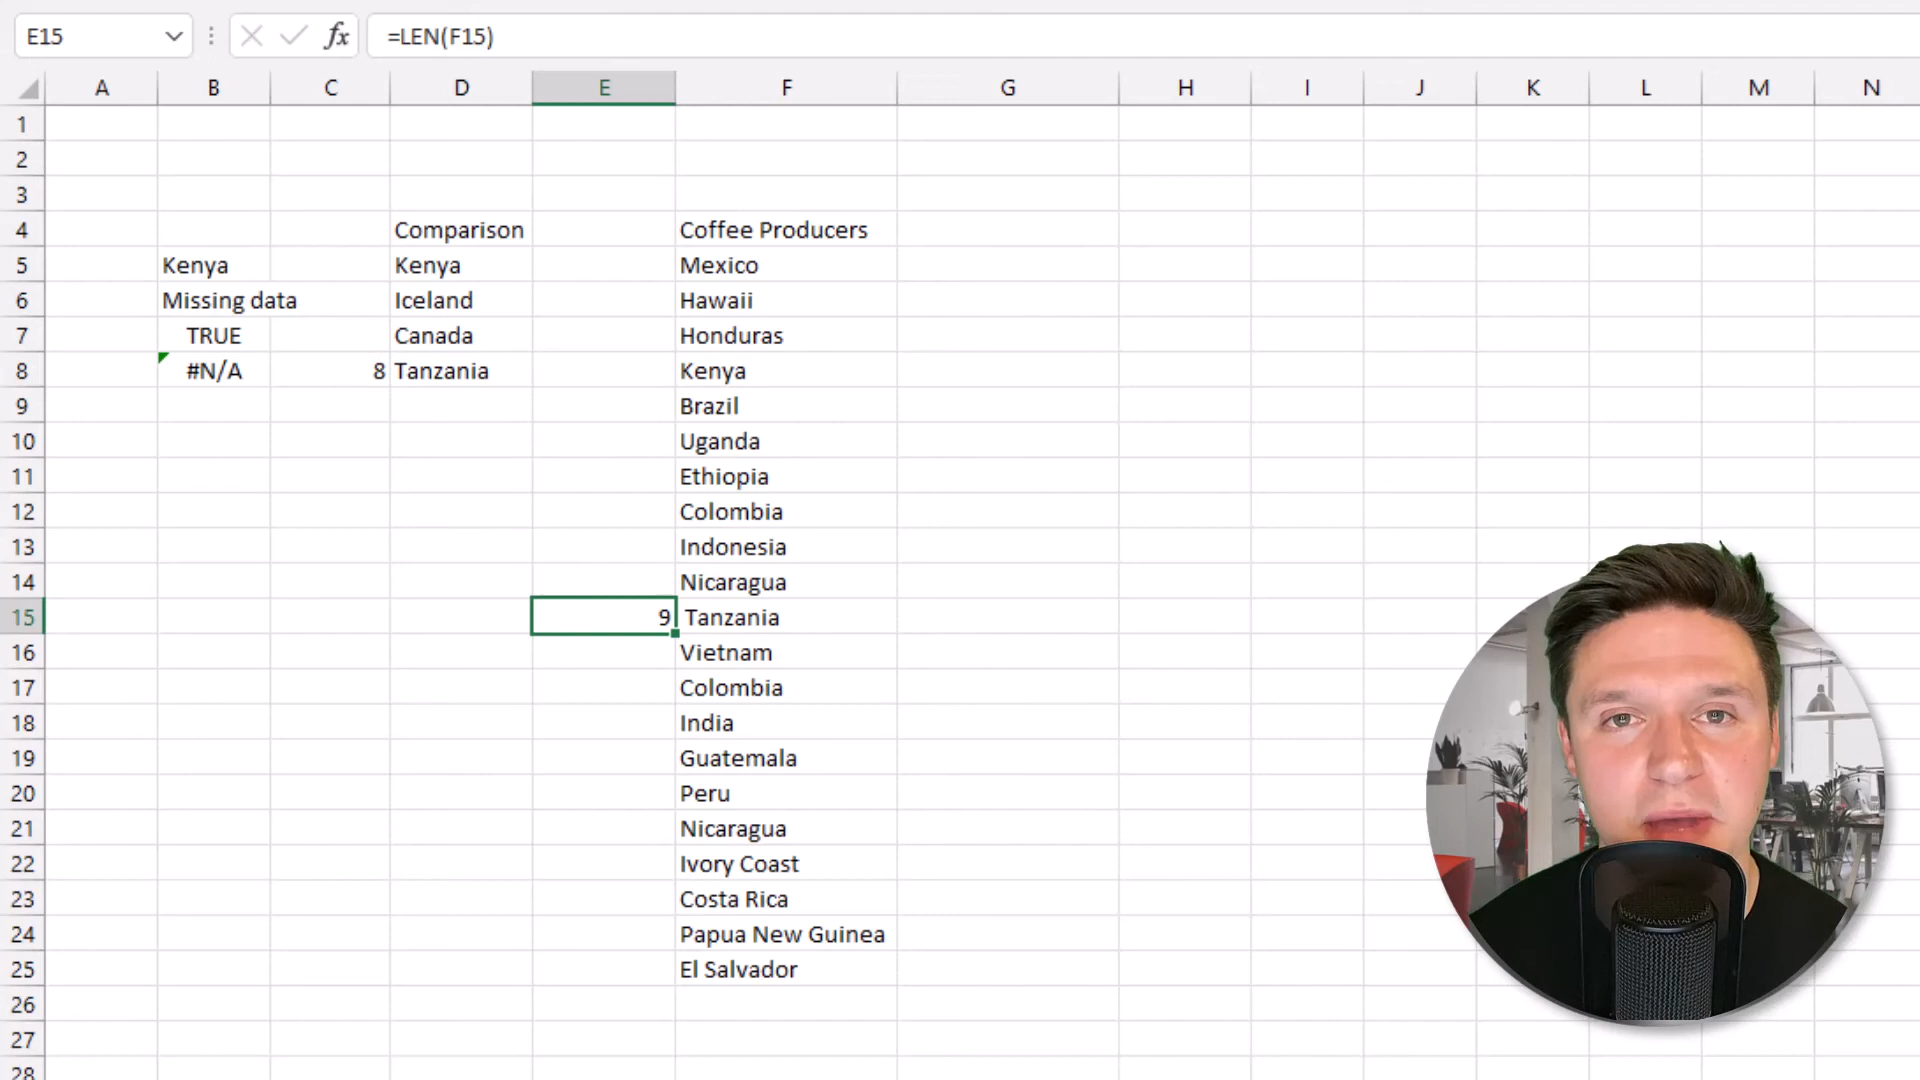 E15 fx =LEN(F15)
A B C D E F G H I J K L M N
1
2
3
4 Comparison Coffee Producers
5 Kenya Kenya Mexico
6 Missing data Iceland Hawaii
7 TRUE Canada Honduras
8 #N/A 8 Tanzania Kenya
9 Brazil
10 Uganda
11 Ethiopia
12 Colombia
13 Indonesia
14 Nicaragua
15 9 Tanzania
16 Vietnam
17 Colombia
18 India
19 Guatemala
20 Peru
21 Nicaragua
22 Ivory Coast
23 Costa Rica
24 Papua New Guinea
25 El Salvador
26
27
28